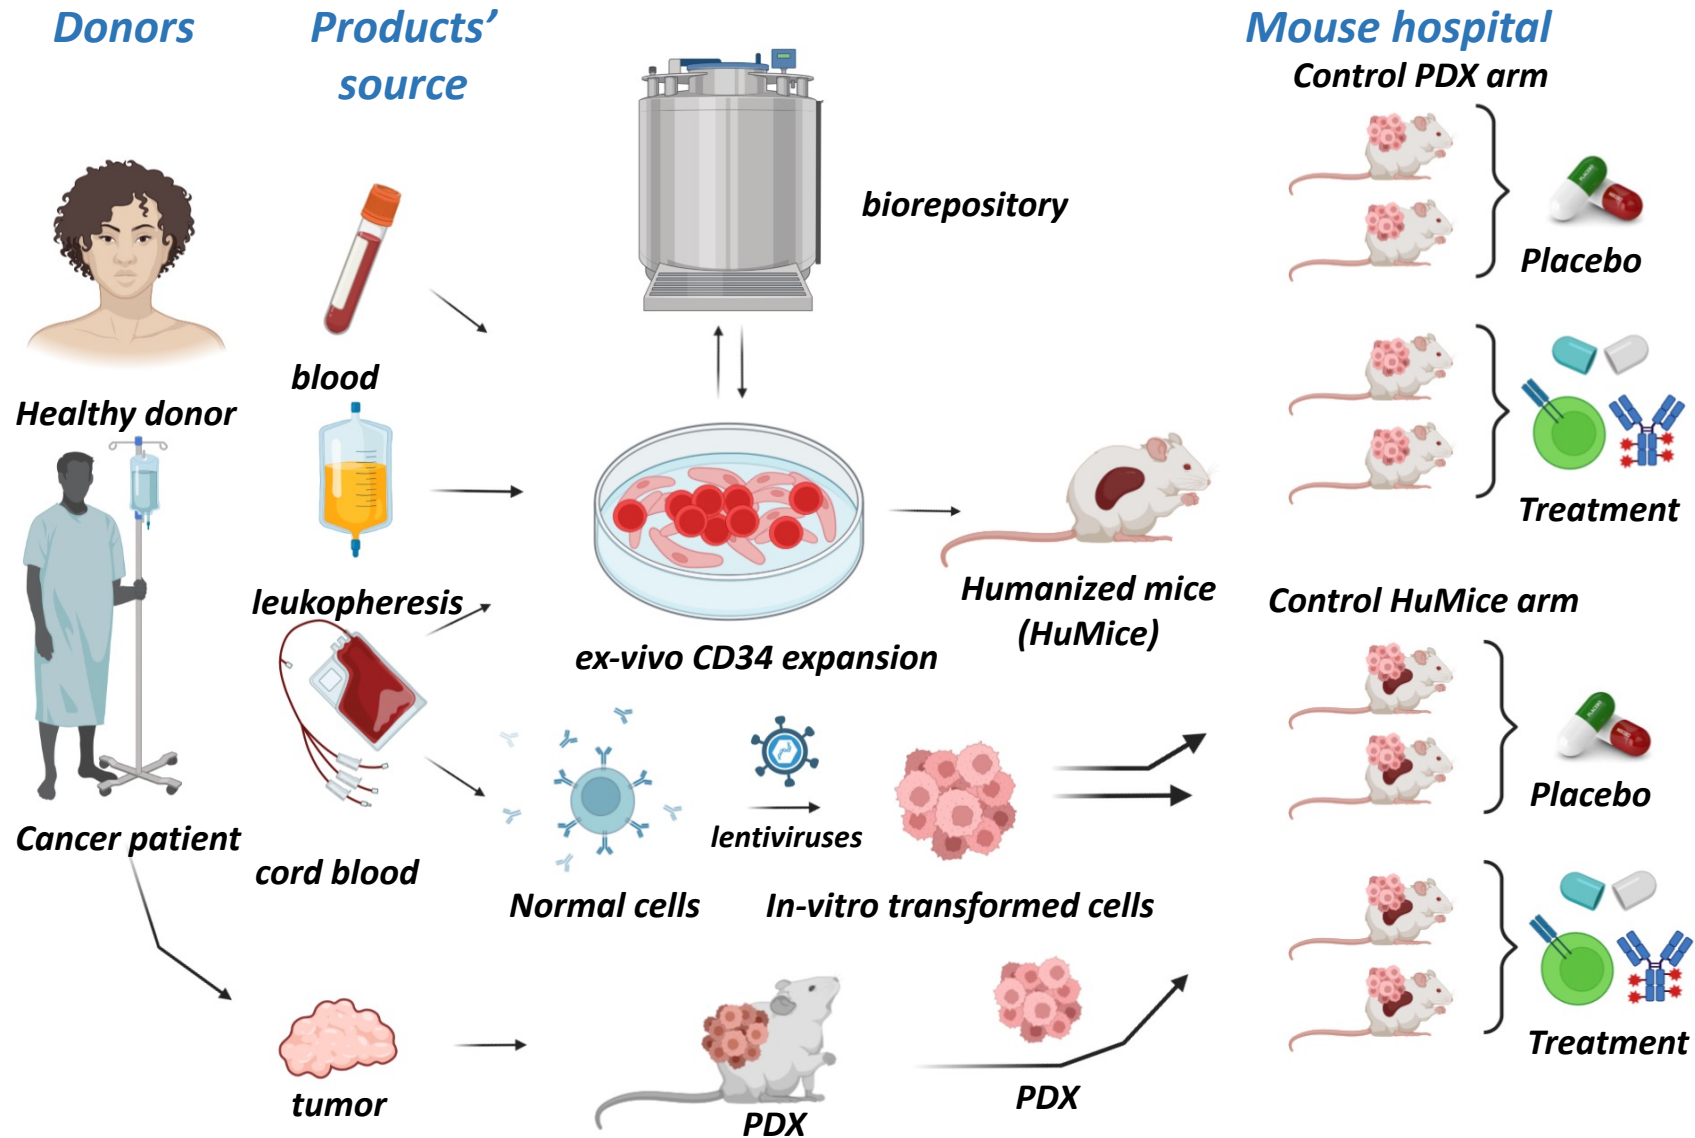 Donors
Products'
source
Mouse hospital
Control PDX arm
biorepository
Placebo
blood
Healthy donor
Treatment
leukopheresis
Humanized mice
(HuMice)
Control HuMice arm
ex-vivo CD34 expansion
Placebo
Cancer patient
cord blood
lentiviruses
Normal cells
In-vitro transformed cells
Treatment
tumor
PDX
PDX